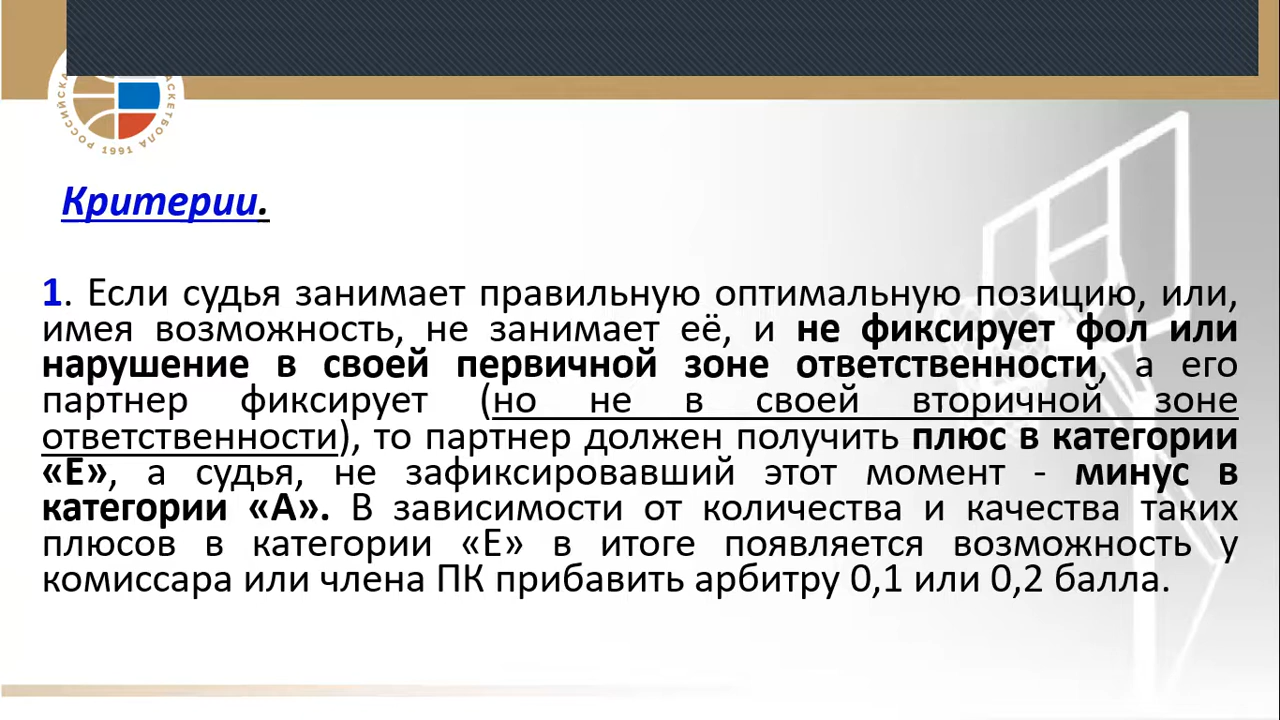 РОССИЙСКА
АСКЕТБОЛА
1991
Критерии.
1. Если судья занимает правильную оптимальную позицию, или,
имея возможность, не занимает её, и не фиксирует фол или
нарушение в своей первичной зоне ответственности, а его
партнер фиксирует (но не в своей вторичной зоне
ответственности), то партнер должен получить плюс в категории
«Е», а судья, не зафиксировавший этот момент - минус в
категории «А». В зависимости от количества и качества таких
плюсов в категории «Е» в итоге появляется возможность у
комиссара или члена ПК прибавить арбитру 0,1 или 0,2 балла.